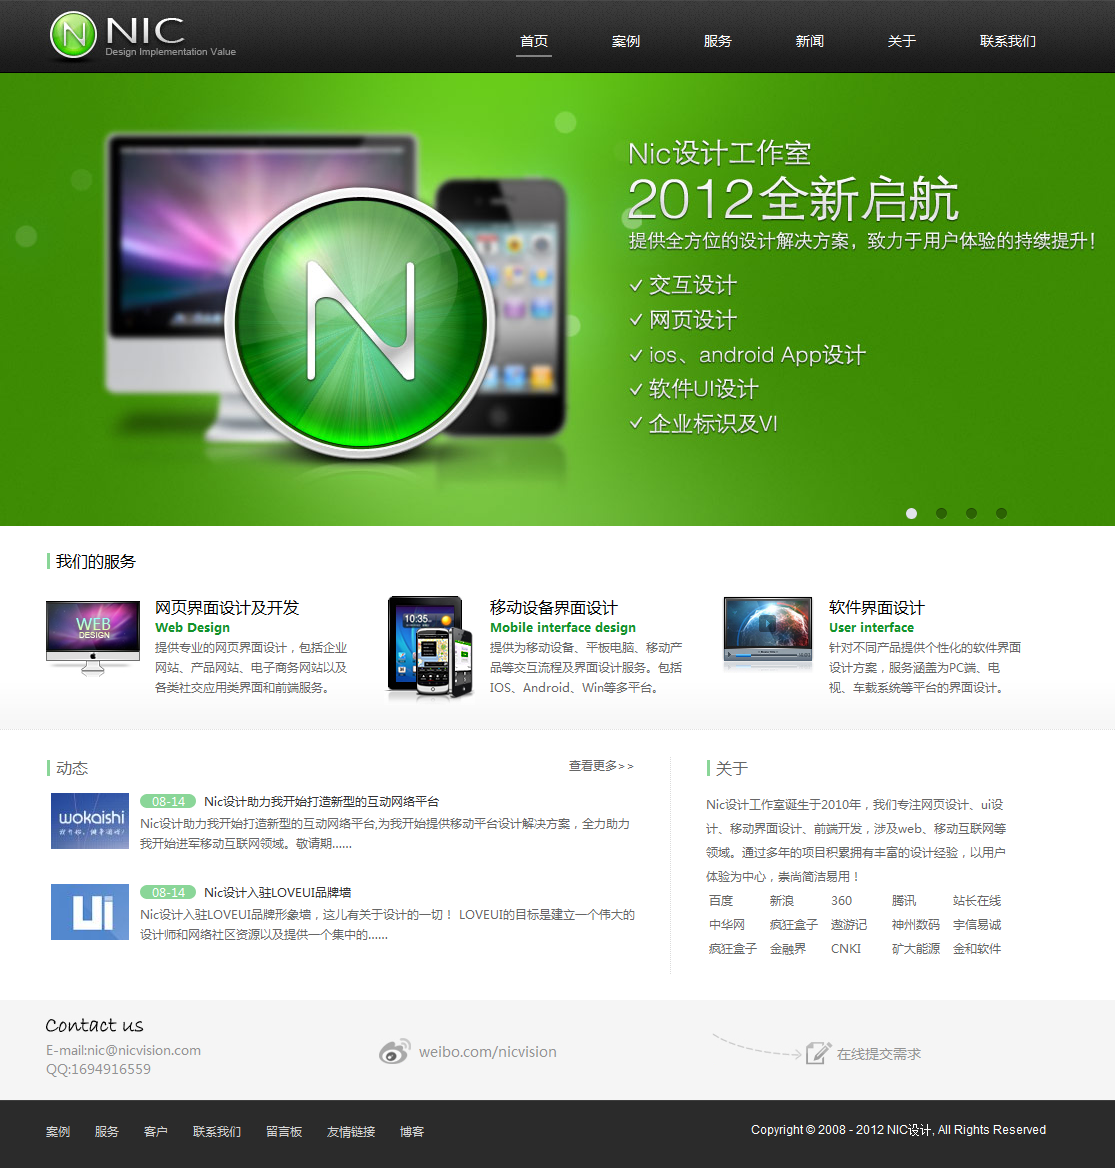 NIC
Design Implementation Value
首页 案例 服务 新闻 关于 联系我们
Nic设计工作室
2012全新启航
提供全方位的设计解决方案，致力于用户体验的持续提升！
交互设计
网页设计
ios、android App设计
软件UI设计
企业标识及VI
N
我们的服务
WEB
DESIGN
网页界面设计及开发
Web Design
提供专业的网页界面设计，包括企业
网站、产品网站、电子商务网站以及
各类社交应用类界面和前端服务。
10:35
移动设备界面设计
Mobile interface design
提供为移动设备、平板电脑、移动产
品等交互流程及界面设计服务。包括
IOS、Android、Win等多平台。
软件界面设计
User interface
针对不同产品提供个性化的软件界面
设计方案，服务涵盖为PC端、电
视、车载系统等平台的界面设计。
动态
查看更多>>
wokaishi
08-14 Nic设计助力我开始打造新型的互动网络平台
Nic设计助力我开始打造新型的互动网络平台,为我开始提供移动平台设计解决方案，全力助力
我开始进军移动互联网领域。敬请期......
Ui
08-14 Nic设计入驻LOVEUI品牌墙
Nic设计入驻LOVEUI品牌形象墙，这儿有关于设计的一切！ LOVEUI的目标是建立一个伟大的
设计师和网络社区资源以及提供一个集中的......
关于
Nic设计工作室诞生于2010年，我们专注网页设计、ui设
计、移动界面设计、前端开发，涉及web、移动互联网等
领域。通过多年的项目积累拥有丰富的设计经验，以用户
体验为中心，崇尚简洁易用！
百度 新浪 360 腾讯 站长在线
中华网 疯狂盒子 遨游记 神州数码 宇信易诚
疯狂盒子 金融界 CNKI 矿大能源 金和软件
Contact us
E-mail:nic@nicvision.com
QQ:1694916559
weibo.com/nicvision
在线提交需求
案例 服务 客户 联系我们 留言板 友情链接 博客
Copyright © 2008 - 2012 NIC设计, All Rights Reserved